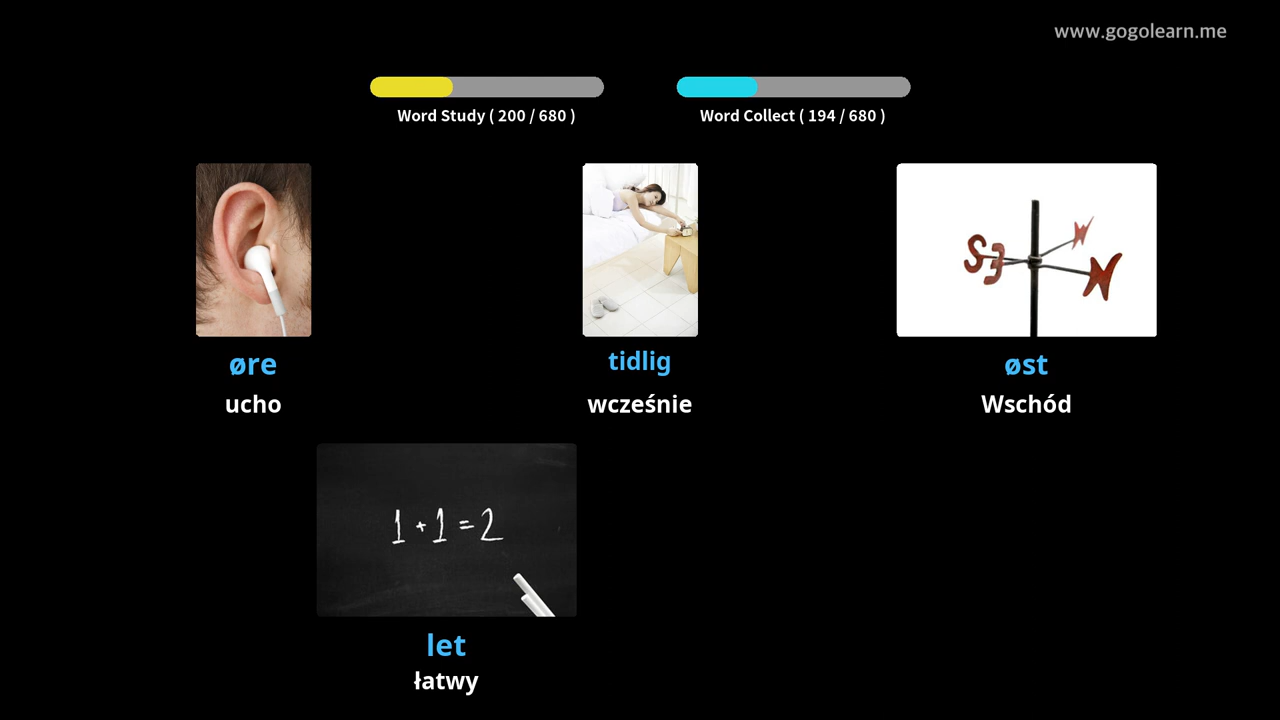 www.gogolearn.me
Word Study ( 200 / 680 )
Word Collect ( 194 / 680 )
S E N W
øre
ucho
tidlig
wcześnie
øst
Wschód
1 + 1 = 2
let
łatwy